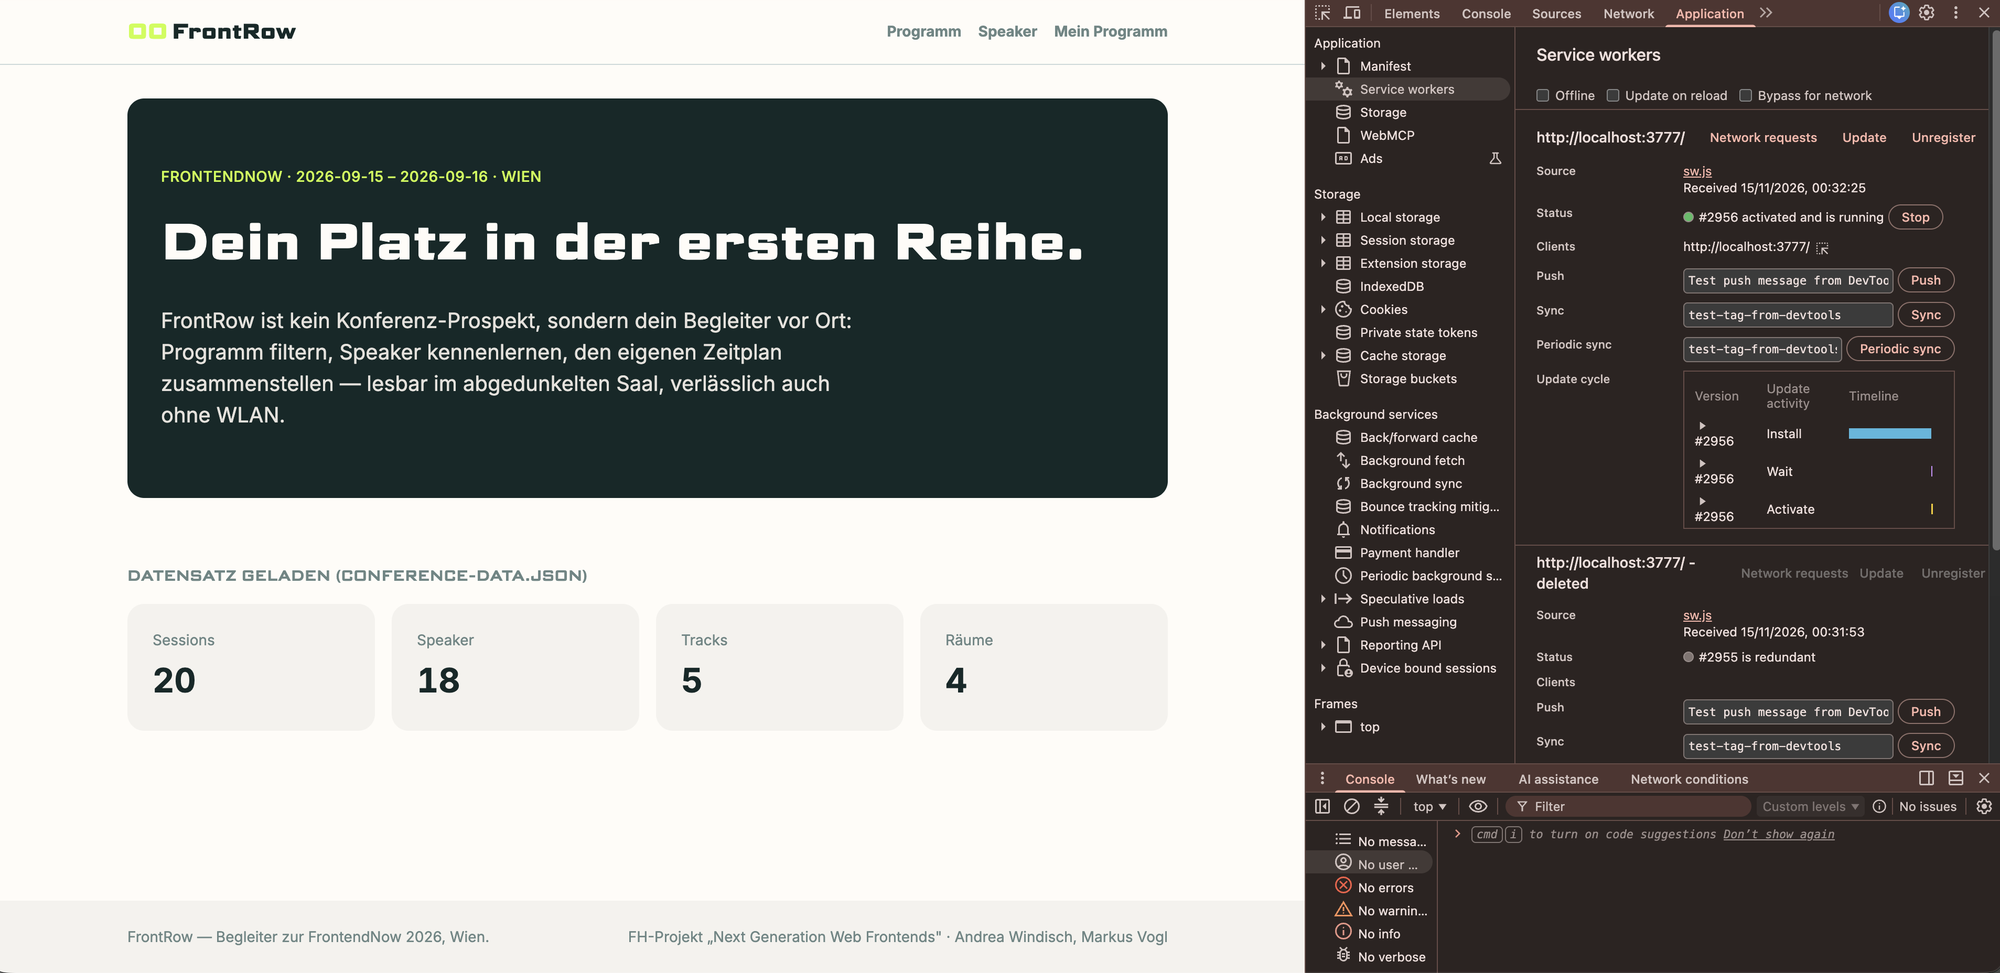 FrontRow
Programm Speaker Mein Programm
FRONTENDNOW · 2026-09-15 – 2026-09-16 · WIEN
Dein Platz in der ersten Reihe.
FrontRow ist kein Konferenz-Prospekt, sondern dein Begleiter vor Ort:
Programm filtern, Speaker kennenlernen, den eigenen Zeitplan
zusammenstellen — lesbar im abgedunkelten Saal, verlässlich auch
ohne WLAN.
DATENSATZ GELADEN (CONFERENCE-DATA.JSON)
Sessions
20
Speaker
18
Tracks
5
Räume
4
FrontRow — Begleiter zur FrontendNow 2026, Wien.
FH-Projekt „Next Generation Web Frontends" · Andrea Windisch, Markus Vogl
Elements Console Sources Network Application
Application
Manifest
Service workers
Storage
WebMCP
Ads
Storage
Local storage
Session storage
Extension storage
IndexedDB
Cookies
Private state tokens
Cache storage
Storage buckets
Background services
Back/forward cache
Background fetch
Background sync
Bounce tracking mitig...
Notifications
Payment handler
Periodic background s...
Speculative loads
Push messaging
Reporting API
Device bound sessions
Frames
top
Service workers
Offline Update on reload Bypass for network
http://localhost:3777/ Network requests Update Unregister
Source sw.js
Received 15/11/2026, 00:32:25
Status #2956 activated and is running Stop
Clients http://localhost:3777/
Push Test push message from DevToo Push
Sync test-tag-from-devtools Sync
Periodic sync test-tag-from-devtools Periodic sync
Update cycle
Version Update activity Timeline
#2956 Install
#2956 Wait
#2956 Activate
http://localhost:3777/ - deleted Network requests Update Unregister
Source sw.js
Received 15/11/2026, 00:31:53
Status #2955 is redundant
Clients
Push Test push message from DevToo Push
Sync test-tag-from-devtools Sync
Console What's new AI assistance Network conditions
top Filter Custom levels No issues
No messa...
No user ...
No errors
No warnin...
No info
No verbose
cmd i to turn on code suggestions Don't show again